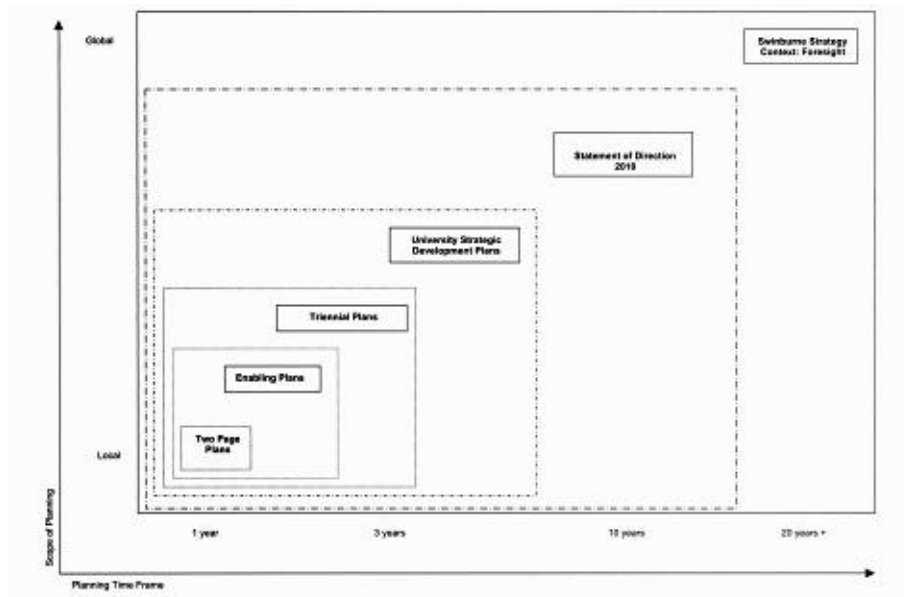 Global
Swinburne Strategy
Context: Foresight
Statement of Direction
2010
University Strategic
Development Plans
Triennial Plans
Enabling Plans
Two Page
Plans
Local
Scope of Planning
1 year
3 years
10 years
20 years +
Planning Time Frame